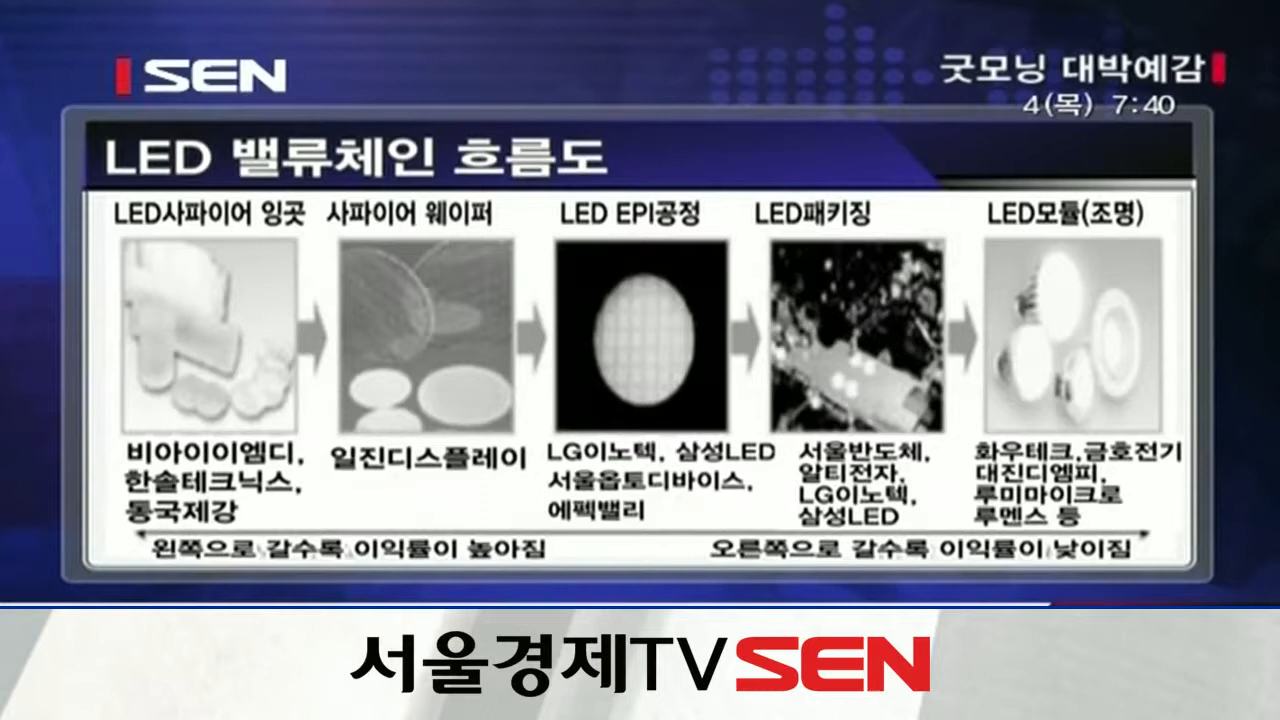 SEN
굿모닝 대박예감
4(목) 7:40
LED 밸류체인 흐름도
LED사파이어 잉곳
사파이어 웨이퍼
LED EPI공정
LED패키징
LED모듈(조명)
비아이이엠디,
한솔테크닉스,
동국제강
일진디스플레이
LG이노텍, 삼성LED
서울옵토디바이스,
에펙밸리
서울반도체,
알티전자,
LG이노텍,
삼성LED
화우테크,금호전기
대진디엠피,
루미마이크로
루멘스 등
왼쪽으로 갈수록 이익률이 높아짐
오른쪽으로 갈수록 이익률이 낮이짐
서울경제TV SEN